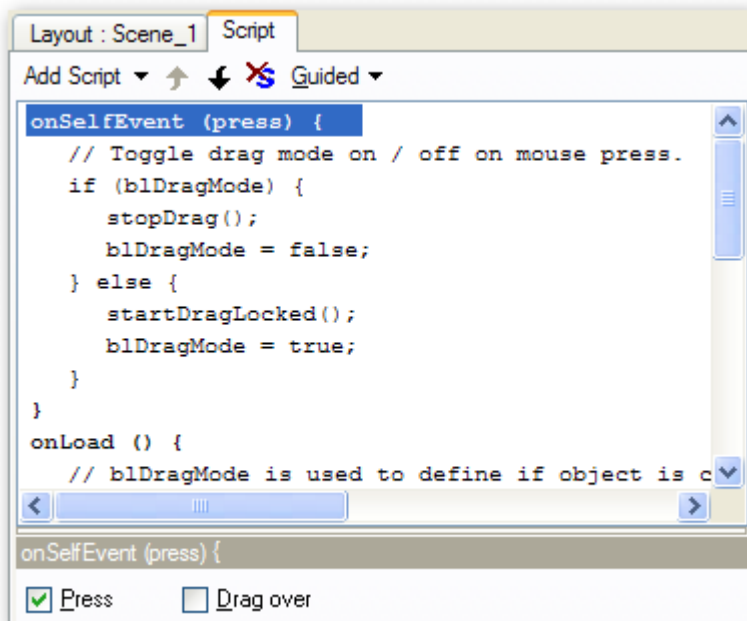 Layout : Scene_1 Script
Add Script Guided
onSelfEvent (press) {
// Toggle drag mode on / off on mouse press.
if (blDragMode) {
stopDrag();
blDragMode = false;
} else {
startDragLocked();
blDragMode = true;
}
}
onLoad () {
// blDragMode is used to define if object is c
onSelfEvent (press) {
Press Drag over